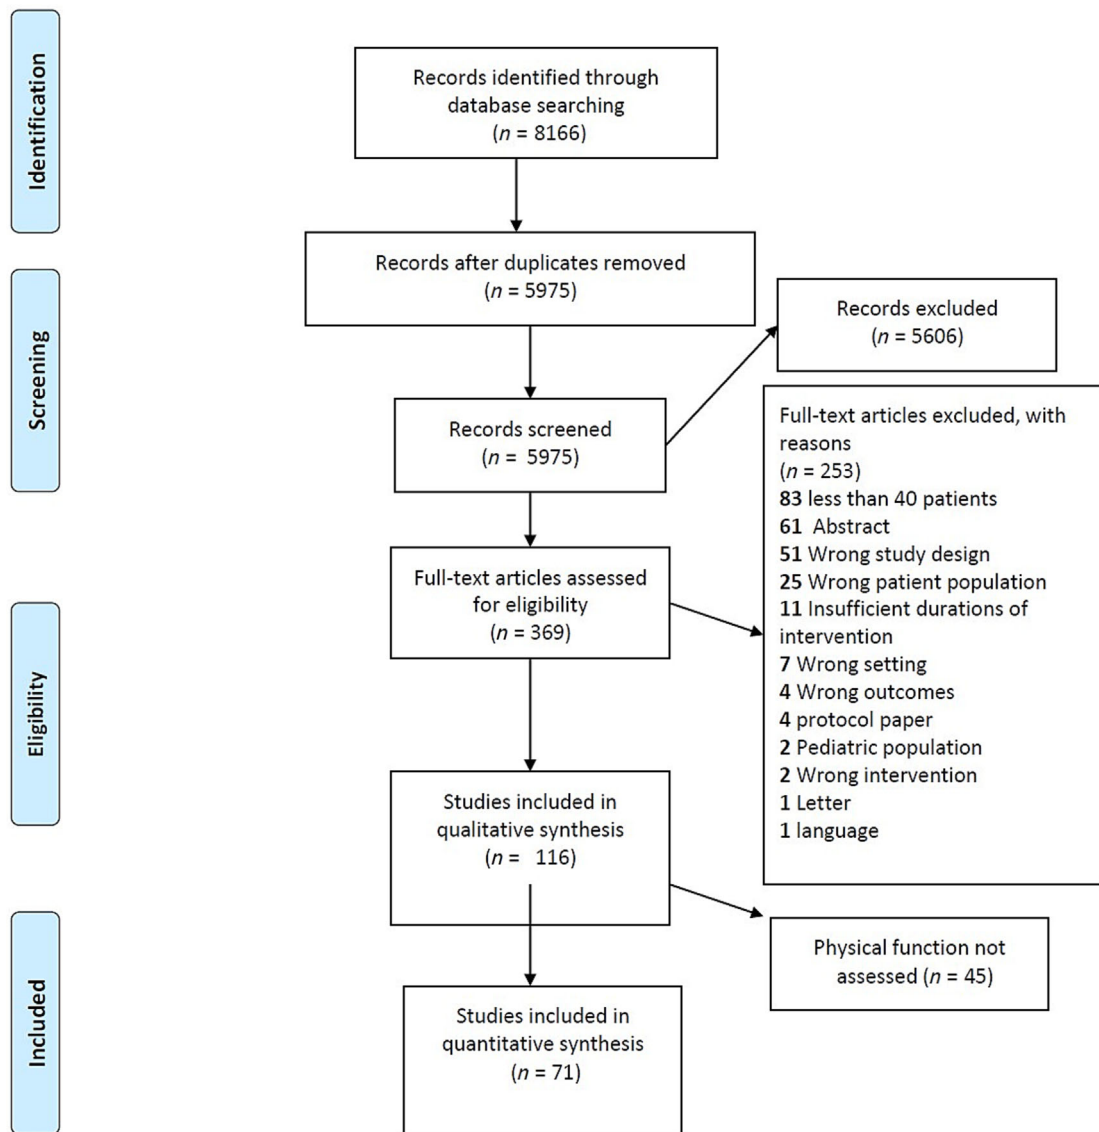 Identification
Records identified through
database searching
(n = 8166)
Records after duplicates removed
(n = 5975)
Screening
Records excluded
(n = 5606)
Records screened
(n = 5975)
Full-text articles excluded, with
reasons
(n = 253)
83 less than 40 patients
61 Abstract
51 Wrong study design
25 Wrong patient population
11 Insufficient durations of
intervention
7 Wrong setting
4 Wrong outcomes
4 protocol paper
2 Pediatric population
2 Wrong intervention
1 Letter
1 language
Full-text articles assessed
for eligibility
(n = 369)
Eligibility
Studies included in
qualitative synthesis
(n = 116)
Physical function not
assessed (n = 45)
Included
Studies included in
quantitative synthesis
(n = 71)